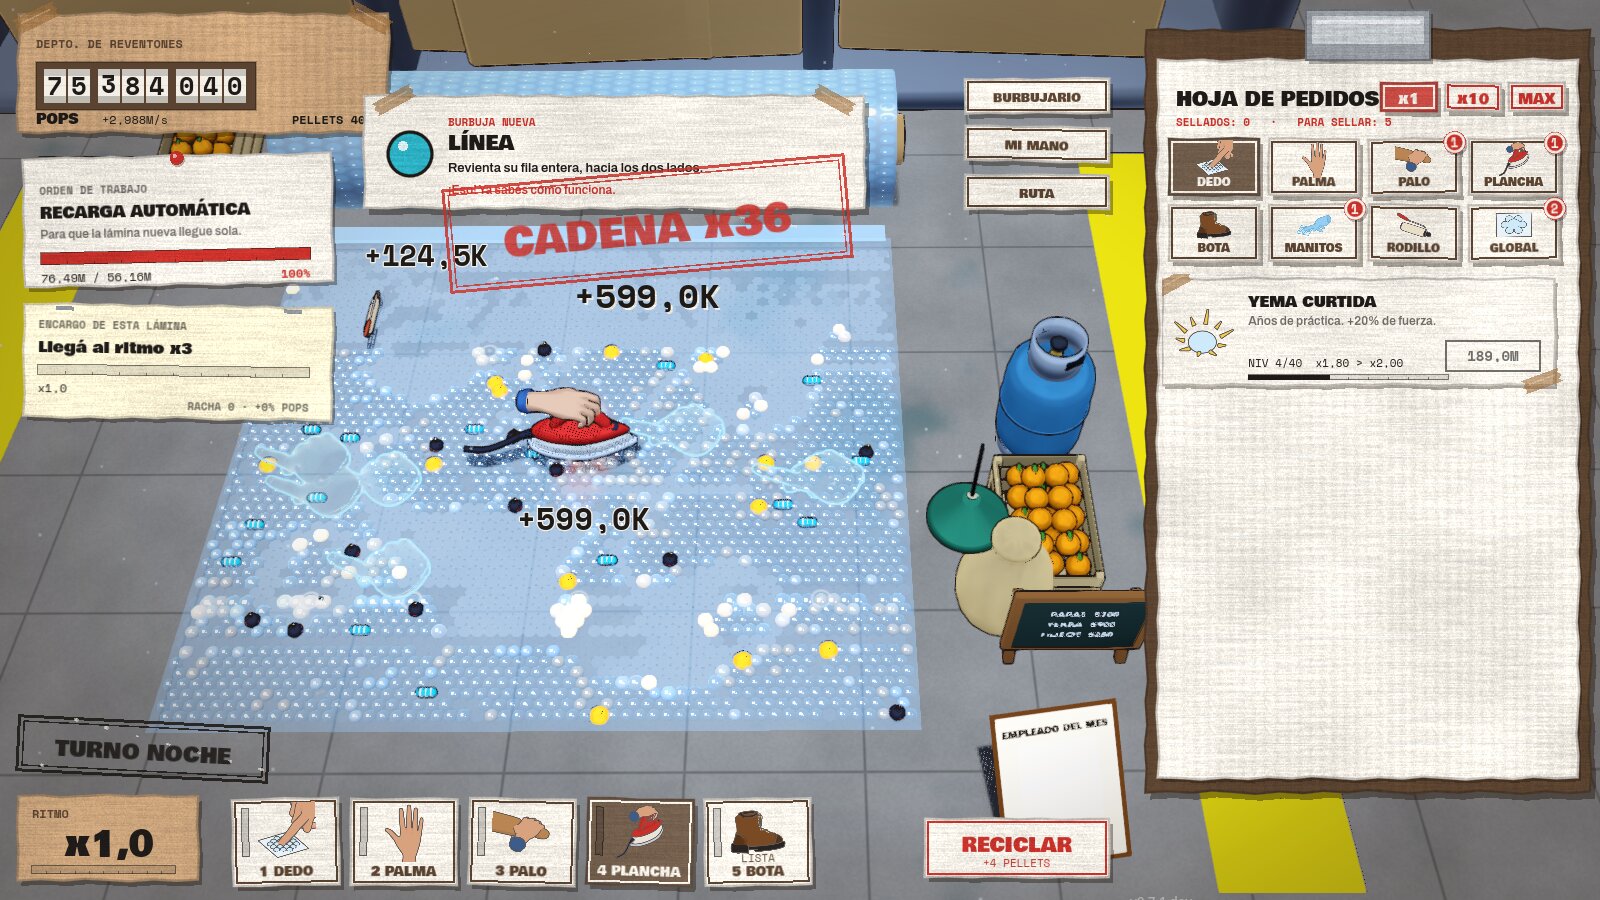 DEPTO. DE REVENTONES
75 384 040
POPS +2,988M/s PELLETS 40
ORDEN DE TRABAJO
RECARGA AUTOMÁTICA
Para que la lámina nueva llegue sola.
76,49M / 56,16M 100%
ENCARGO DE ESTA LÁMINA
Llegá al ritmo x3
x1,0
RACHA 0 · +0% POPS
BURBUJA NUEVA
LÍNEA
Revienta su fila entera, hacia los dos lados.
¡Eso! Ya sabés cómo funciona.
CADENA x36
+124,5K
+599,0K
+599,0K
BURBUJARIO
MI MANO
RUTA
HOJA DE PEDIDOS x1 x10 MAX
SELLADOS: 0 · PARA SELLAR: 5
DEDO
PALMA
PALO 1
PLANCHA 1
BOTA
MANITOS 1
RODILLO
GLOBAL 2
YEMA CURTIDA
Años de práctica. +20% de fuerza.
NIV 4/40 x1,80 > x2,00
189,0M
EMPLEADO DEL MES
TURNO NOCHE
RITMO
x1,0
1 DEDO
2 PALMA
3 PALO
4 PLANCHA
LISTA
5 BOTA
RECICLAR
+4 PELLETS